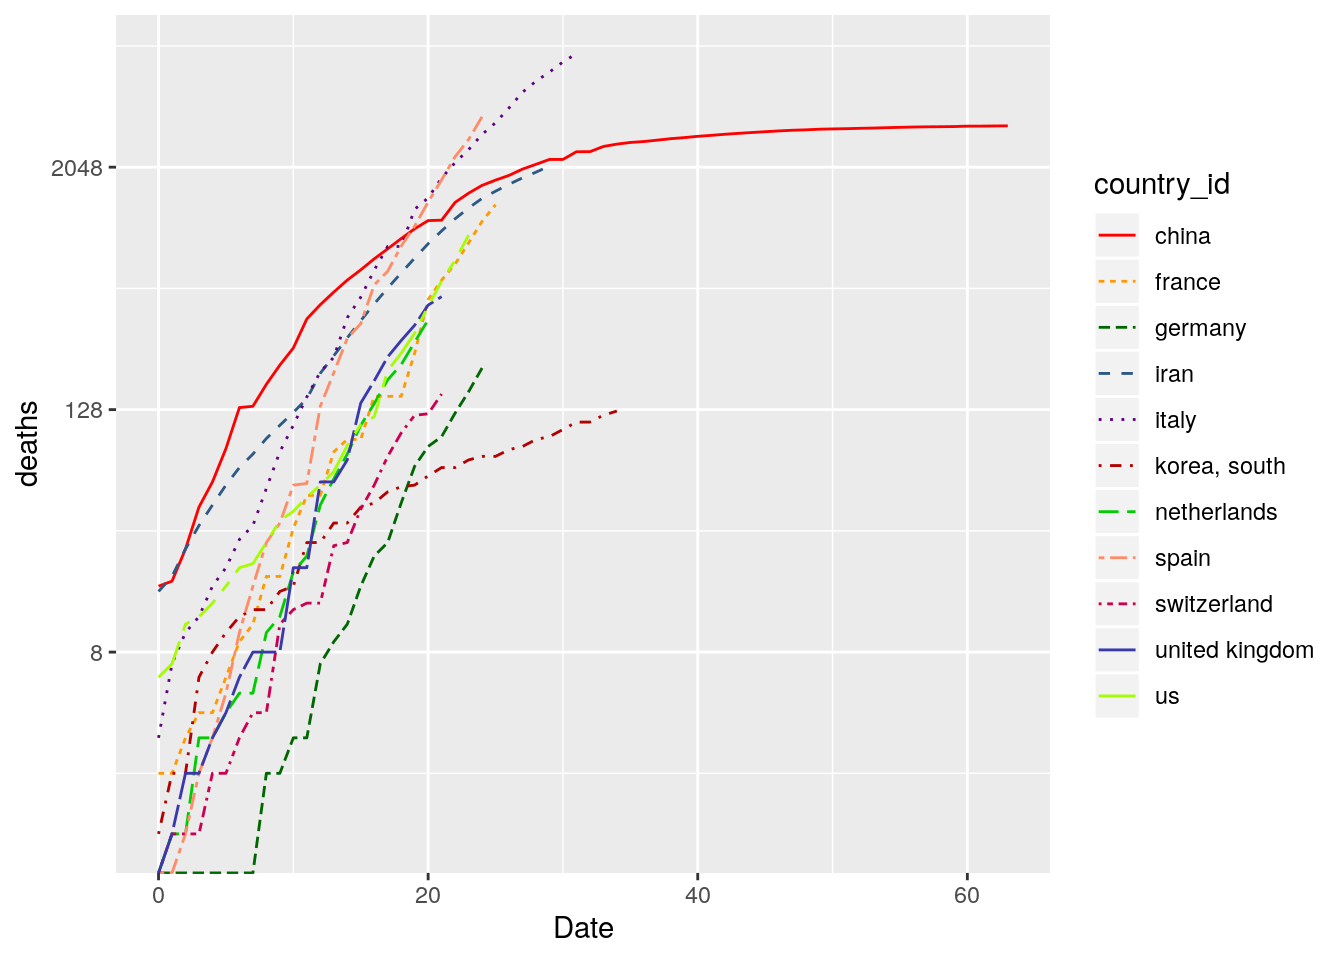 deaths
2048
128
8
0
20
40
60
Date
country_id
china
france
germany
iran
italy
korea, south
netherlands
spain
switzerland
united kingdom
us